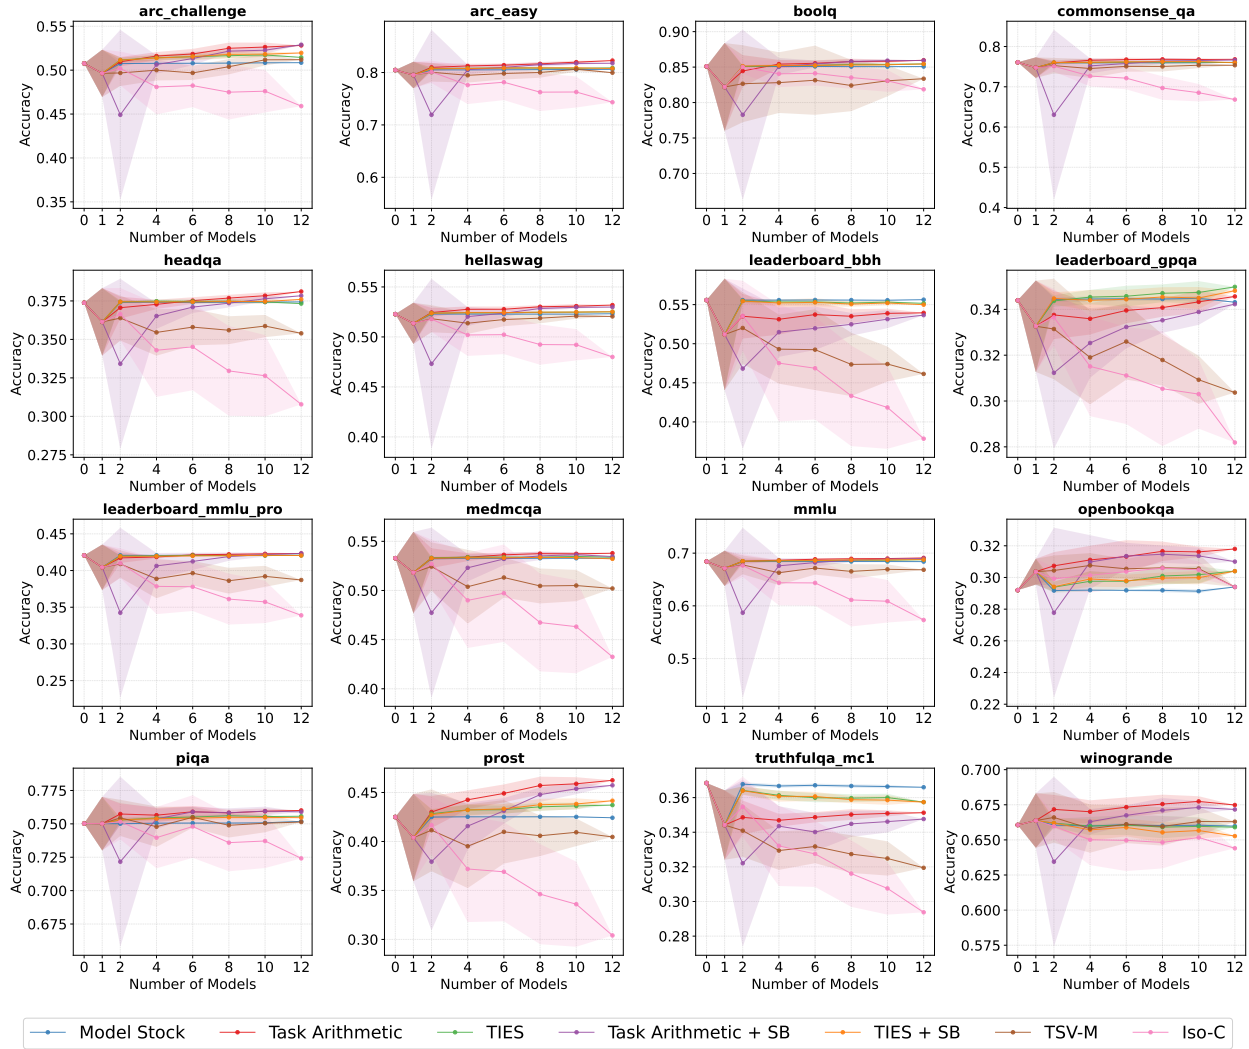 arc_challenge
0.55
0.50
0.45
0.40
0.35
Accuracy
0 1 2 4 6 8 10 12
Number of Models
arc_easy
0.8
0.7
0.6
Accuracy
0 1 2 4 6 8 10 12
Number of Models
boolq
0.90
0.85
0.80
0.75
0.70
Accuracy
0 1 2 4 6 8 10 12
Number of Models
commonsense_qa
0.8
0.7
0.6
0.5
0.4
Accuracy
0 1 2 4 6 8 10 12
Number of Models
headqa
0.375
0.350
0.325
0.300
0.275
Accuracy
0 1 2 4 6 8 10 12
Number of Models
hellaswag
0.55
0.50
0.45
0.40
Accuracy
0 1 2 4 6 8 10 12
Number of Models
leaderboard_bbh
0.55
0.50
0.45
0.40
Accuracy
0 1 2 4 6 8 10 12
Number of Models
leaderboard_gpqa
0.34
0.32
0.30
0.28
Accuracy
0 1 2 4 6 8 10 12
Number of Models
leaderboard_mmlu_pro
0.45
0.40
0.35
0.30
0.25
Accuracy
0 1 2 4 6 8 10 12
Number of Models
medmcqa
0.55
0.50
0.45
0.40
Accuracy
0 1 2 4 6 8 10 12
Number of Models
mmlu
0.7
0.6
0.5
Accuracy
0 1 2 4 6 8 10 12
Number of Models
openbookqa
0.32
0.30
0.28
0.26
0.24
0.22
Accuracy
0 1 2 4 6 8 10 12
Number of Models
piqa
0.775
0.750
0.725
0.700
0.675
Accuracy
0 1 2 4 6 8 10 12
Number of Models
prost
0.45
0.40
0.35
0.30
Accuracy
0 1 2 4 6 8 10 12
Number of Models
truthfulqa_mc1
0.36
0.34
0.32
0.30
0.28
Accuracy
0 1 2 4 6 8 10 12
Number of Models
winogrande
0.700
0.675
0.650
0.625
0.600
0.575
Accuracy
0 1 2 4 6 8 10 12
Number of Models
Model Stock Task Arithmetic TIES Task Arithmetic + SB TIES + SB TSV-M Iso-C